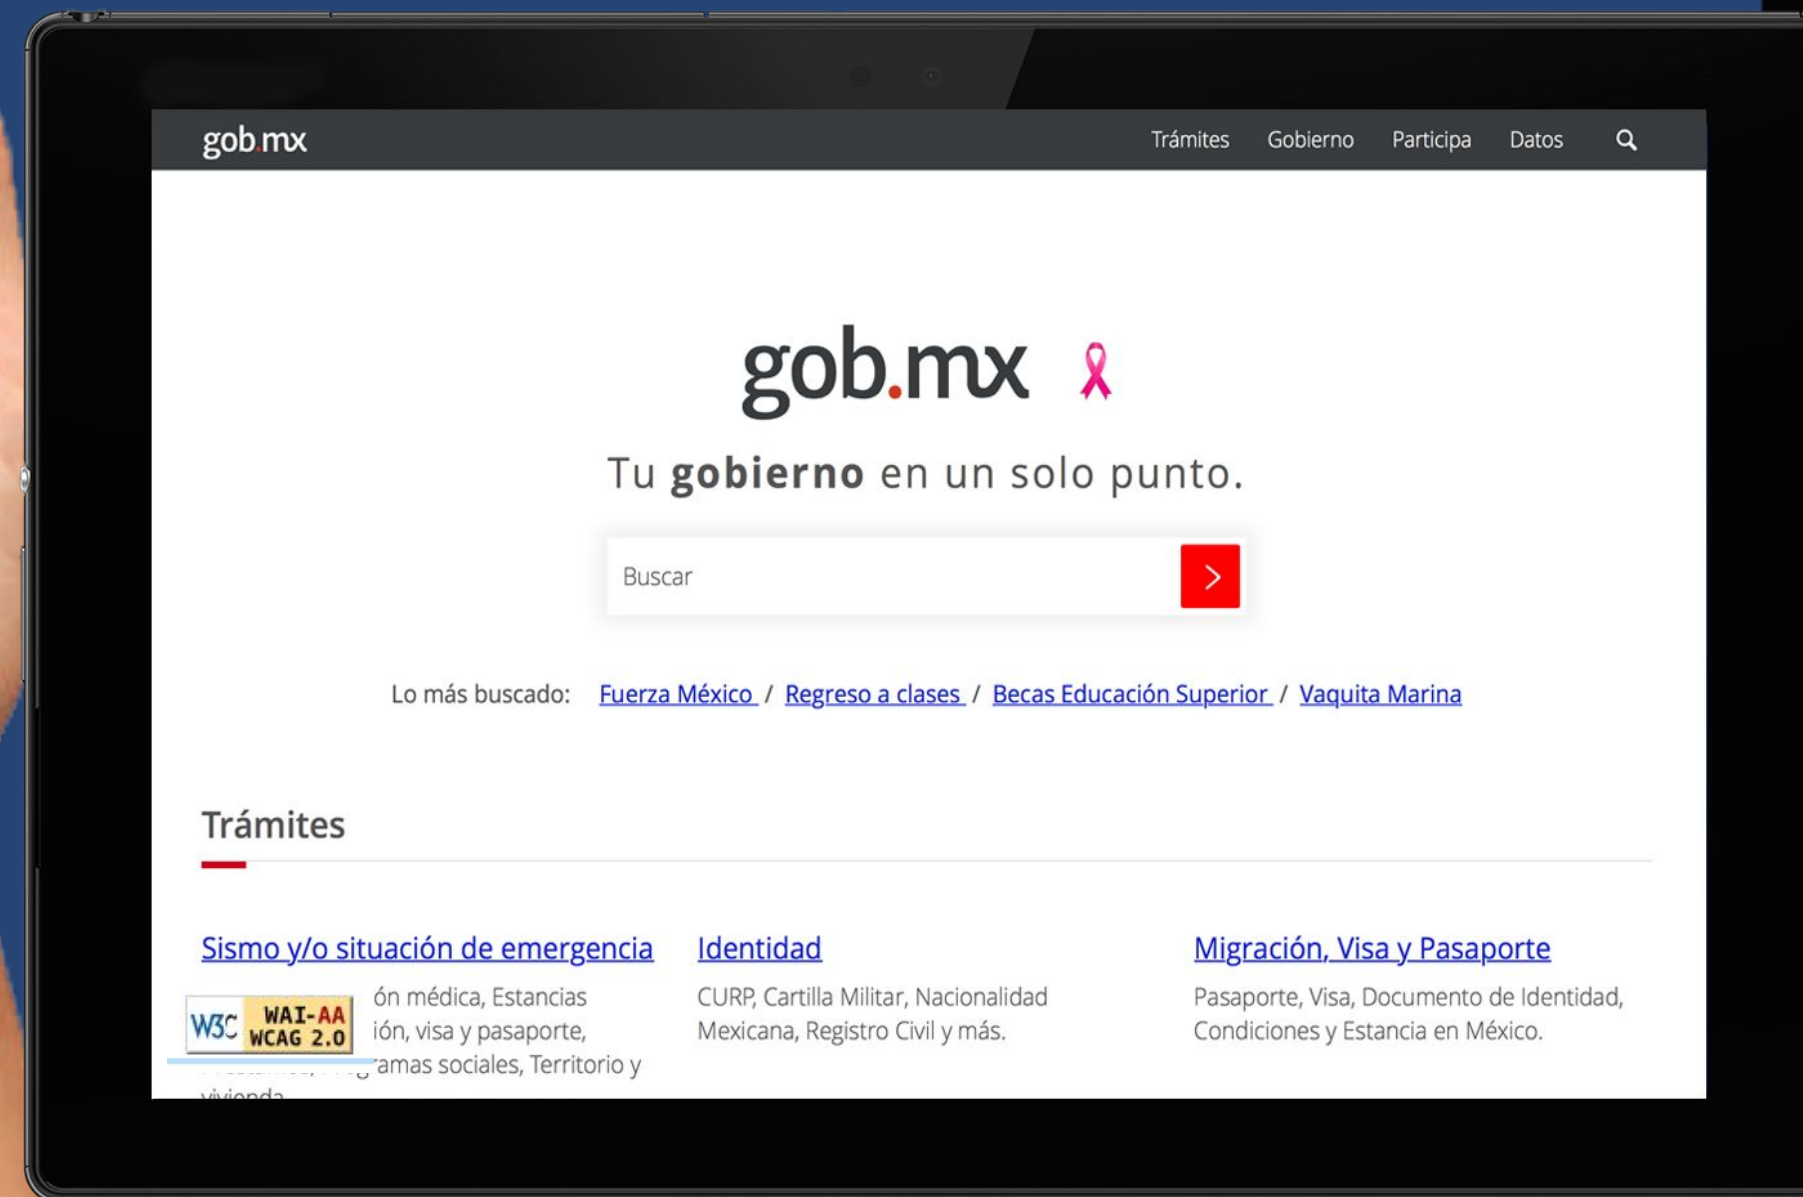 gob.mx Trámites Gobierno Participa Datos
gob.mx
Tu gobierno en un solo punto.
Buscar
Lo más buscado: Fuerza México / Regreso a clases / Becas Educación Superior / Vaquita Marina
Trámites
Sismo y/o situación de emergencia
ón médica, Estancias
ión, visa y pasaporte,
amas sociales, Territorio y
W3C WAI-AA
WCAG 2.0
Identidad
CURP, Cartilla Militar, Nacionalidad
Mexicana, Registro Civil y más.
Migración, Visa y Pasaporte
Pasaporte, Visa, Documento de Identidad,
Condiciones y Estancia en México.